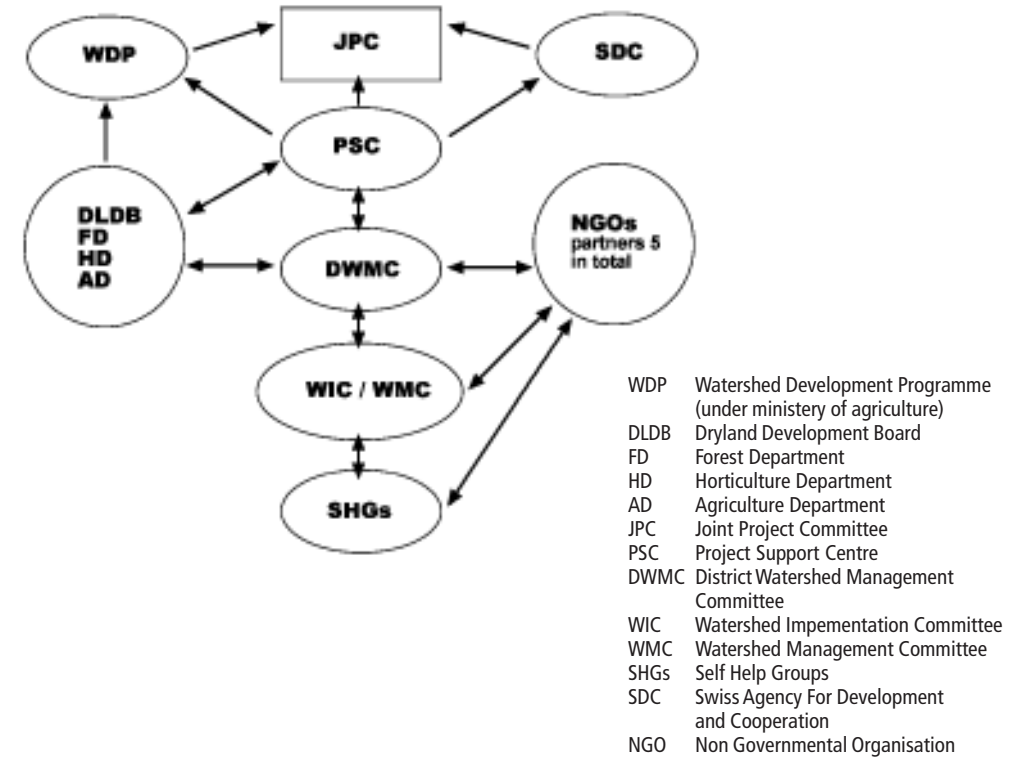 WDP
JPC
SDC
PSC
DLDB
FD
HD
AD
NGOs
partners 5
in total
DWMC
WIC / WMC
SHGs
WDP Watershed Development Programme
(under ministery of agriculture)
DLDB Dryland Development Board
FD Forest Department
HD Horticulture Department
AD Agriculture Department
JPC Joint Project Committee
PSC Project Support Centre
DWMC District Watershed Management
Committee
WIC Watershed Impementation Committee
WMC Watershed Management Committee
SHGs Self Help Groups
SDC Swiss Agency For Development
and Cooperation
NGO Non Governmental Organisation